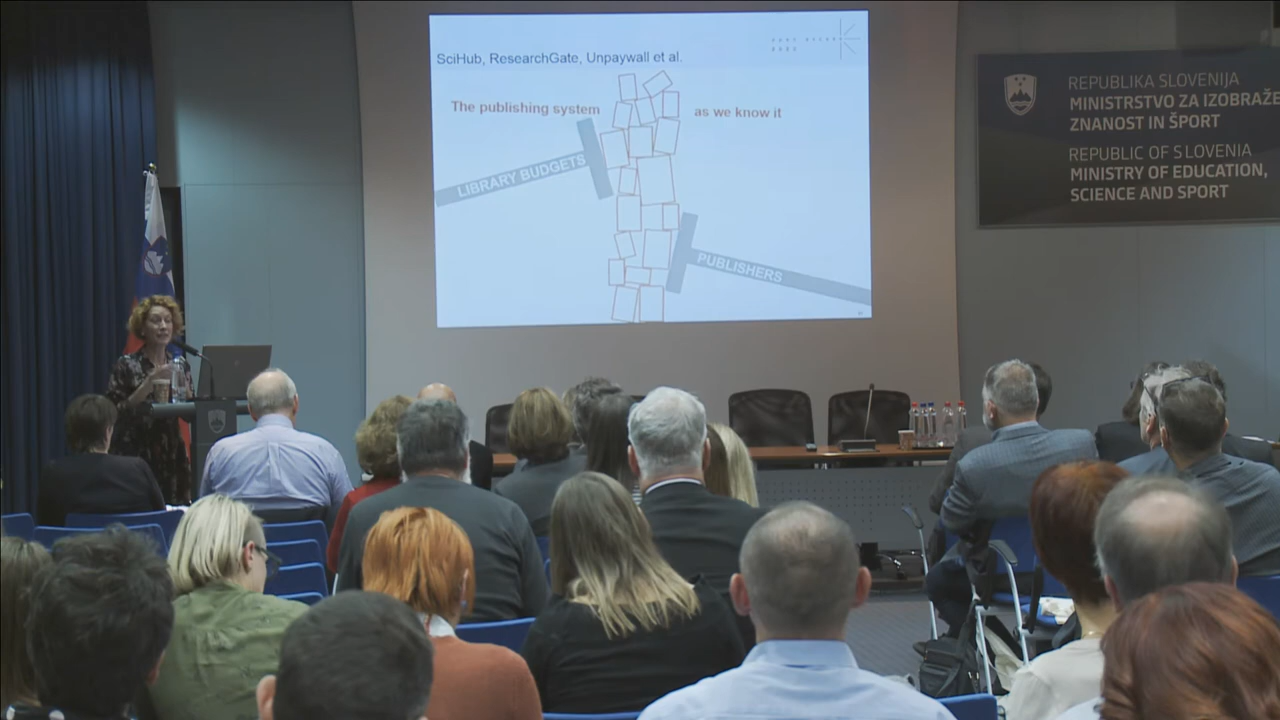 SciHub, ResearchGate, Unpaywall et al.
The publishing system as we know it
LIBRARY BUDGETS
PUBLISHERS
REPUBLIKA SLOVENIJA
MINISTRSTVO ZA IZOBRAŽE
ZNANOST IN ŠPORT
REPUBLIC OF SLOVENIA
MINISTRY OF EDUCATION,
SCIENCE AND SPORT